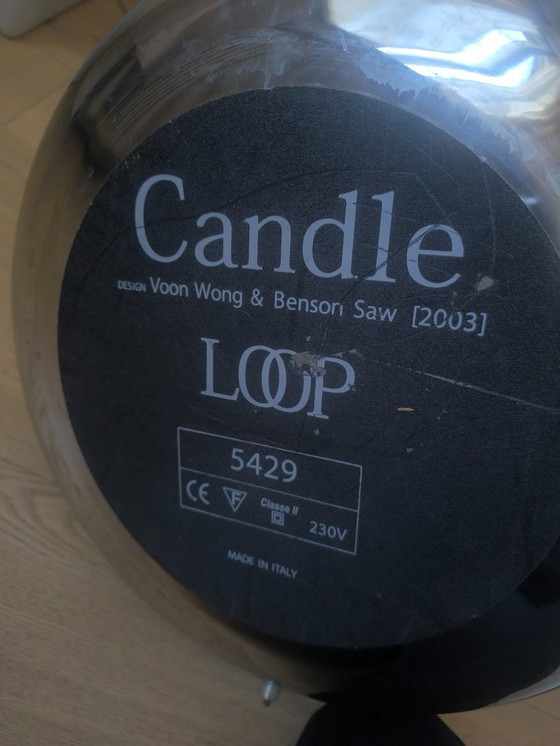 Candle
DESIGN Voon Wong & Benson Saw [2003]
LOOP
5429
CE F Classe II 230V
MADE IN ITALY